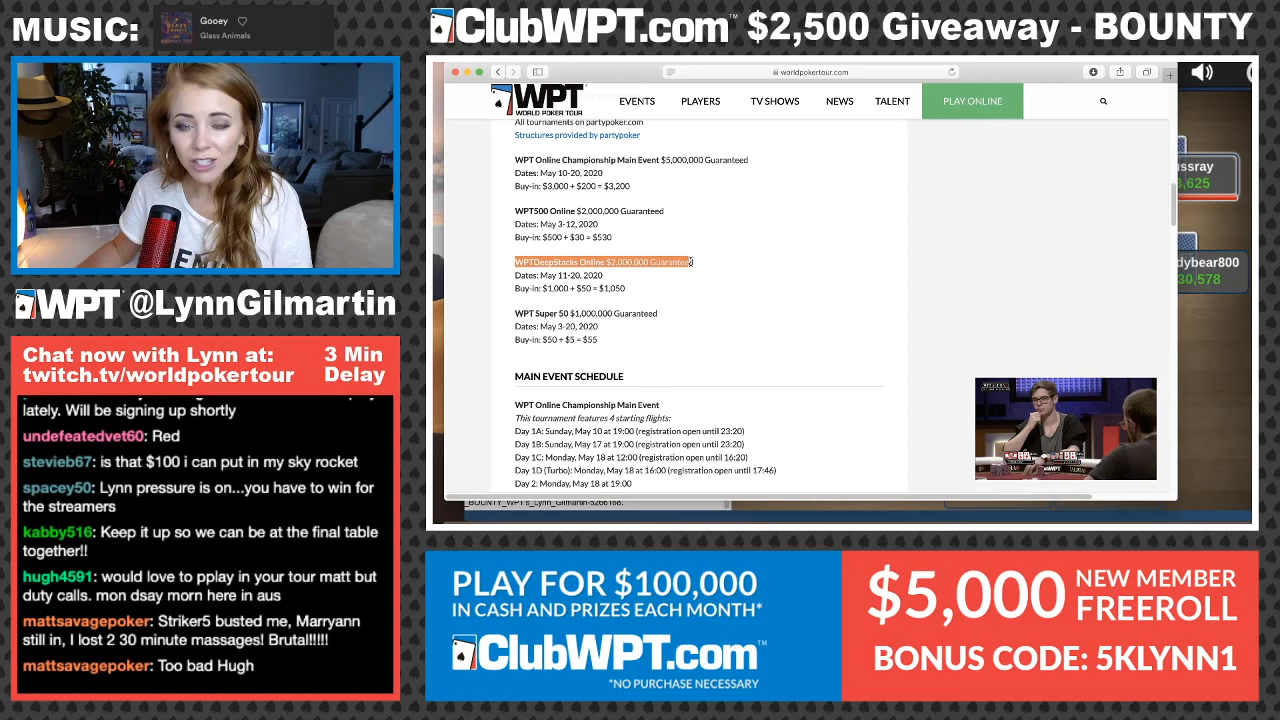 MUSIC:
Gooey
Glass Animals
ClubWPT.com™ $2,500 Giveaway - BOUNTY
worldpokertour.com
WPT
WORLD POKER TOUR
EVENTS
PLAYERS
TV SHOWS
NEWS
TALENT
PLAY ONLINE
All tournaments on partypoker.com
Structures provided by partypoker
WPT Online Championship Main Event $5,000,000 Guaranteed
Dates: May 10-20, 2020
Buy-in: $3,000 + $200 = $3,200
WPT500 Online $2,000,000 Guaranteed
Dates: May 3-12, 2020
Buy-in: $500 + $30 = $530
WPTDeepStacks Online $2,000,000 Guaranteed
Dates: May 11-20, 2020
Buy-in: $1,000 + $50 = $1,050
WPT Super 50 $1,000,000 Guaranteed
Dates: May 3-20, 2020
Buy-in: $50 + $5 = $55
MAIN EVENT SCHEDULE
WPT Online Championship Main Event
This tournament features 4 starting flights:
Day 1A: Sunday, May 10 at 19:00 (registration open until 23:20)
Day 1B: Sunday, May 17 at 19:00 (registration open until 23:20)
Day 1C: Monday, May 18 at 12:00 (registration open until 16:20)
Day 1D (Turbo): Monday, May 18 at 16:00 (registration open until 17:46)
Day 2: Monday, May 18 at 19:00
ussray
3,625
dybear800
30,578
WPT @LynnGilmartin
Chat now with Lynn at:
twitch.tv/worldpokertour
3 Min
Delay
lately. Will be signing up shortly
undefeatedvet60: Red
stevieb67: is that $100 i can put in my sky rocket
spacey50: Lynn pressure is on...you have to win for
the streamers
kabby516: Keep it up so we can be at the final table
together!!
hugh4591: would love to pplay in your tour matt but
duty calls. mon dsay morn here in aus
mattsavagepoker: Striker5 busted me, Marryann
still in, I lost 2 30 minute massages! Brutal!!!!!
mattsavagepoker: Too bad Hugh
PLAY FOR $100,000
IN CASH AND PRIZES EACH MONTH*
ClubWPT.com™
*NO PURCHASE NECESSARY
$5,000 NEW MEMBER
FREEROLL
BONUS CODE: 5KLYNN1